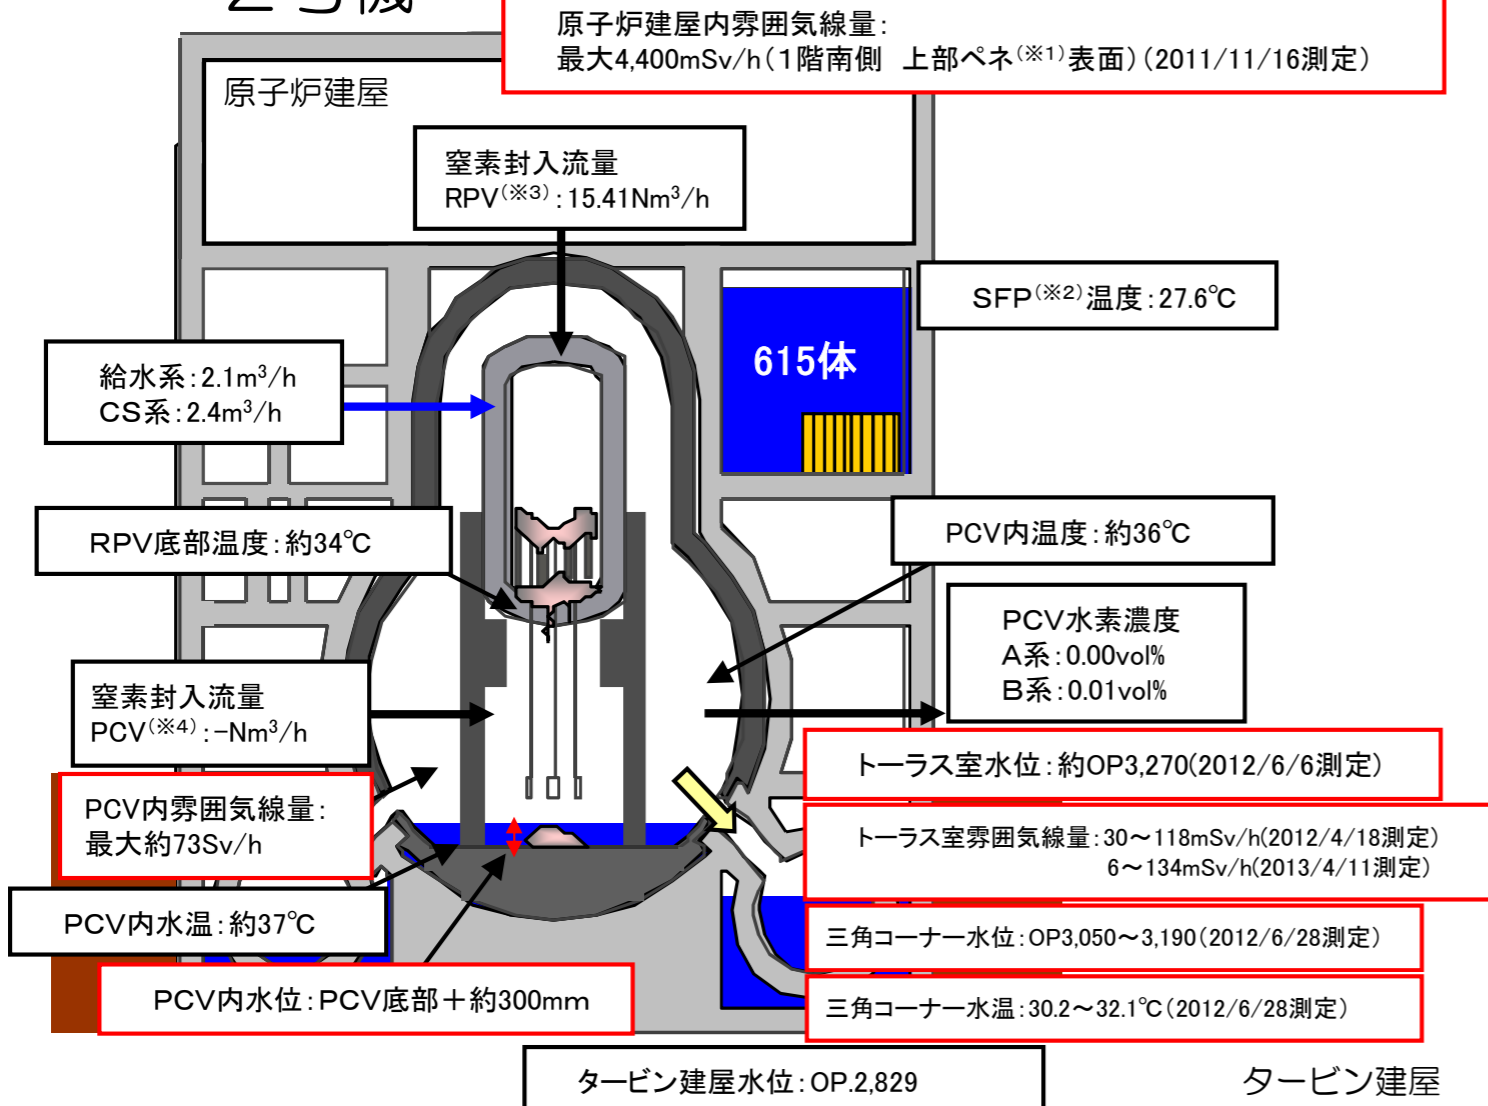 2号機
原子炉建屋内雰囲気線量:
最大4,400mSv/h(1階南側 上部ペネ(※1)表面)(2011/11/16測定)
原子炉建屋
窒素封入流量
RPV(※3):15.41Nm³/h
SFP(※2)温度:27.6℃
615体
給水系:2.1m³/h
CS系:2.4m³/h
RPV底部温度:約34℃
PCV内温度:約36℃
PCV水素濃度
A系:0.00vol%
B系:0.01vol%
窒素封入流量
PCV(※4):-Nm³/h
トーラス室水位:約OP3,270(2012/6/6測定)
PCV内雰囲気線量:
最大約73Sv/h
トーラス室雰囲気線量:30~118mSv/h(2012/4/18測定)
6~134mSv/h(2013/4/11測定)
PCV内水温:約37℃
三角コーナー水位:OP3,050~3,190(2012/6/28測定)
PCV内水位:PCV底部+約300mm
三角コーナー水温:30.2~32.1℃(2012/6/28測定)
タービン建屋水位:OP.2,829
タービン建屋